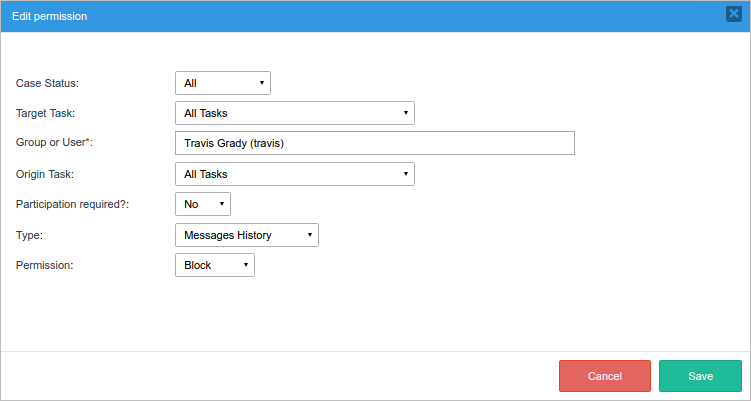 Edit permission
Case Status: All
Target Task: All Tasks
Group or User*: Travis Grady (travis)
Origin Task: All Tasks
Participation required?: No
Type: Messages History
Permission: Block
Cancel Save